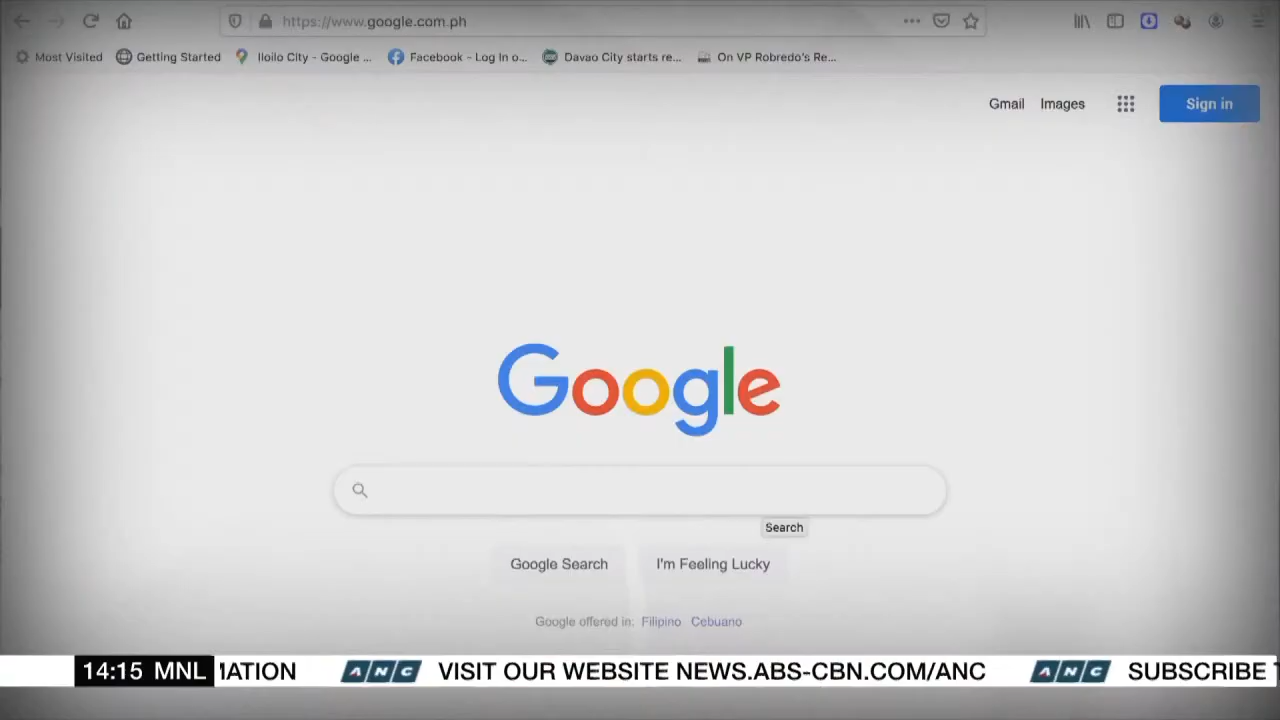 https://www.google.com.ph
Most Visited Getting Started Iloilo City - Google ... Facebook - Log In o... Davao City starts re... On VP Robredo's Re...
Gmail Images Sign in
Google
Search
Google Search I'm Feeling Lucky
Google offered in: Filipino Cebuano
14:15 MNL MATION ANC VISIT OUR WEBSITE NEWS.ABS-CBN.COM/ANC ANC SUBSCRIBE